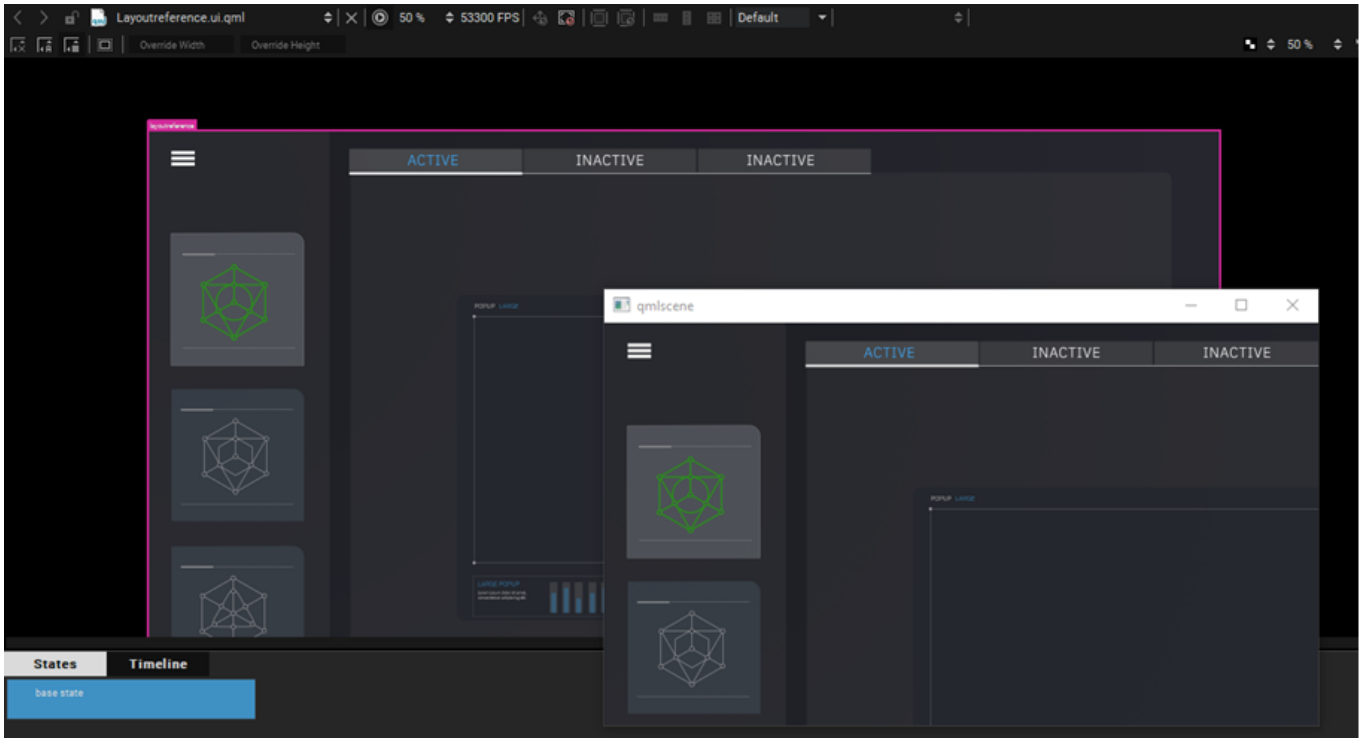 Layoutreference.ui.qml 50 % 53300 FPS Default
Override Width Override Height 50 %
layoutreference
ACTIVE INACTIVE INACTIVE
POPUP LARGE
qmlscene
ACTIVE INACTIVE INACTIVE
POPUP LARGE
LARGE POPUP
States Timeline
base state